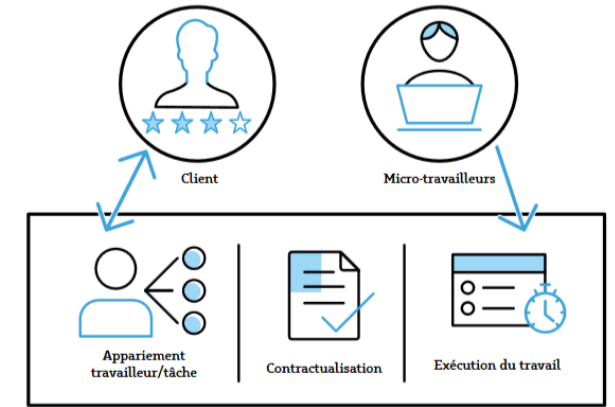 Client
Micro-travailleurs
Appariement
travailleur/tâche
Contractualisation
Exécution du travail